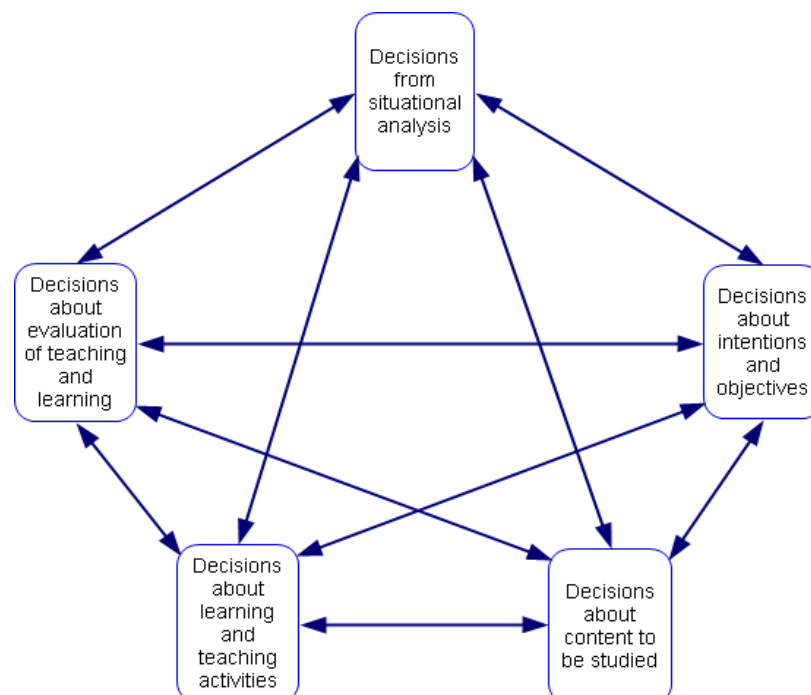 Decisions
from
situational
analysis
Decisions
about
evaluation
of teaching
and
learning
Decisions
about
intentions
and
objectives
Decisions
about
learning
and
teaching
activities
Decisions
about
content to
be studied